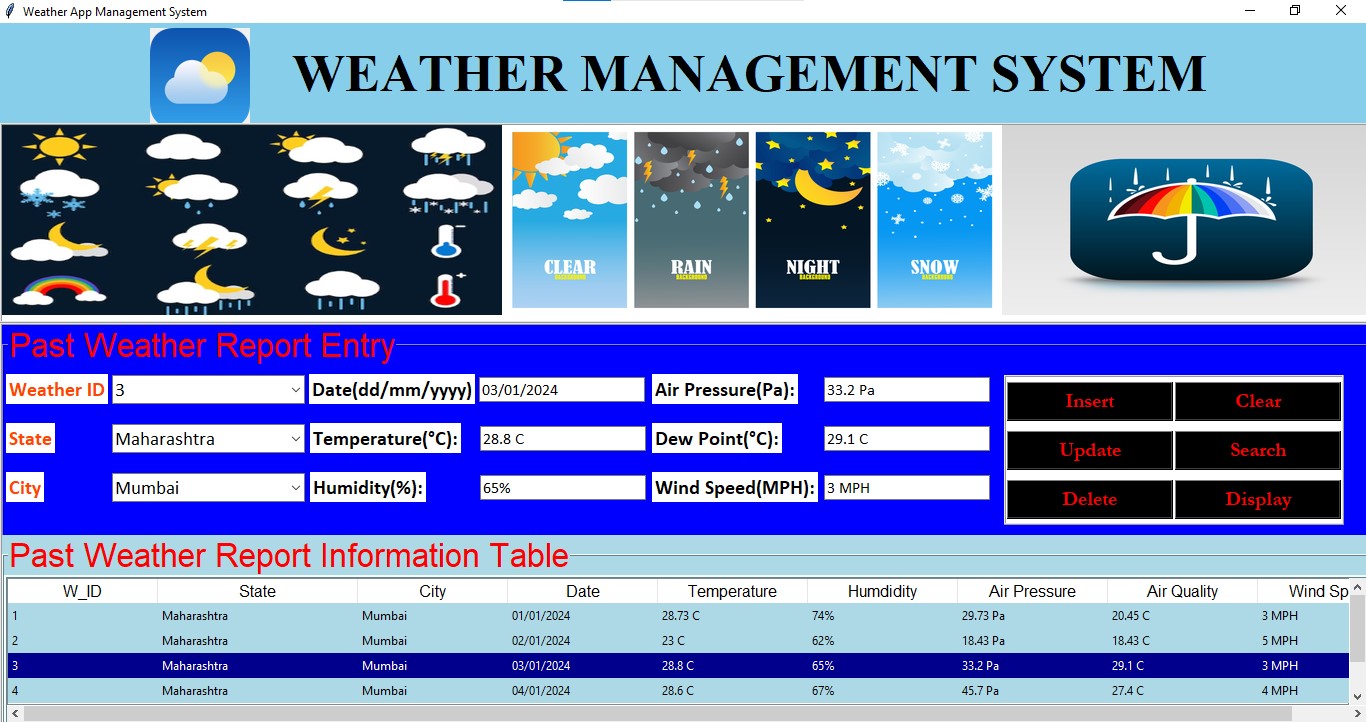 Weather App Management System
WEATHER MANAGEMENT SYSTEM
CLEAR
BACKGROUND
RAIN
BACKGROUND
NIGHT
BACKGROUND
SNOW
BACKGROUND
Past Weather Report Entry
Weather ID 3 Date(dd/mm/yyyy) 03/01/2024 Air Pressure(Pa): 33.2 Pa Insert Clear
State Maharashtra Temperature(°C): 28.8 C Dew Point(°C): 29.1 C Update Search
City Mumbai Humidity(%): 65% Wind Speed(MPH): 3 MPH Delete Display
Past Weather Report Information Table
W_ID State City Date Temperature Humdidity Air Pressure Air Quality Wind Sp
1 Maharashtra Mumbai 01/01/2024 28.73 C 74% 29.73 Pa 20.45 C 3 MPH
2 Maharashtra Mumbai 02/01/2024 23 C 62% 18.43 Pa 18.43 C 5 MPH
3 Maharashtra Mumbai 03/01/2024 28.8 C 65% 33.2 Pa 29.1 C 3 MPH
4 Maharashtra Mumbai 04/01/2024 28.6 C 67% 45.7 Pa 27.4 C 4 MPH